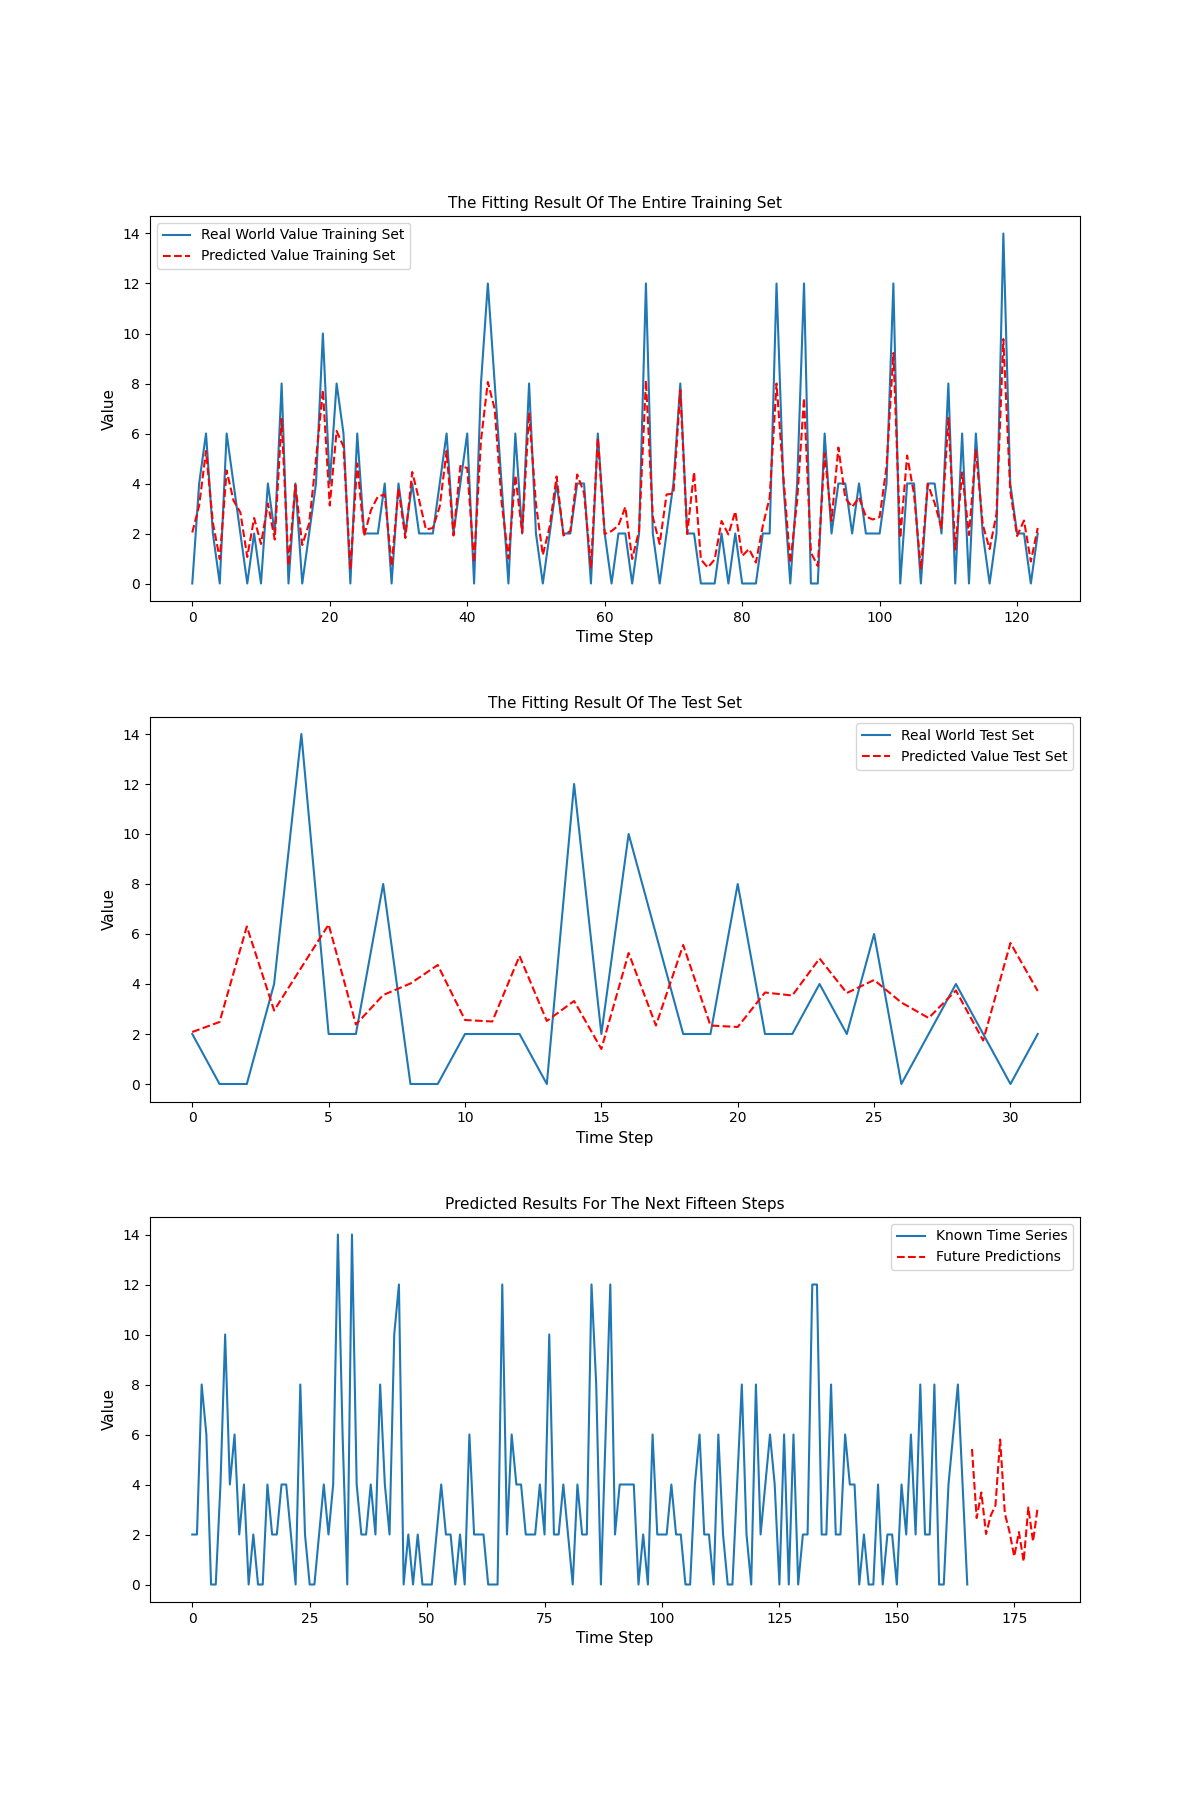 The Fitting Result Of The Entire Training Set
Real World Value Training Set
Predicted Value Training Set
Value
14
12
10
8
6
4
2
0
0 20 40 60 80 100 120
Time Step
The Fitting Result Of The Test Set
Real World Test Set
Predicted Value Test Set
Value
14
12
10
8
6
4
2
0
0 5 10 15 20 25 30
Time Step
Predicted Results For The Next Fifteen Steps
Known Time Series
Future Predictions
Value
14
12
10
8
6
4
2
0
0 25 50 75 100 125 150 175
Time Step